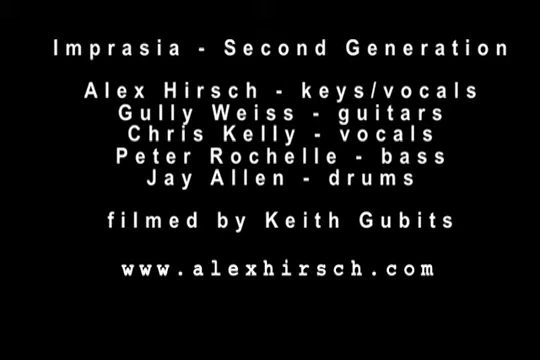 Imprasia - Second Generation
Alex Hirsch - keys/vocals
Gully Weiss - guitars
Chris Kelly - vocals
Peter Rochelle - bass
Jay Allen - drums
filmed by Keith Gubits
www.alexhirsch.com